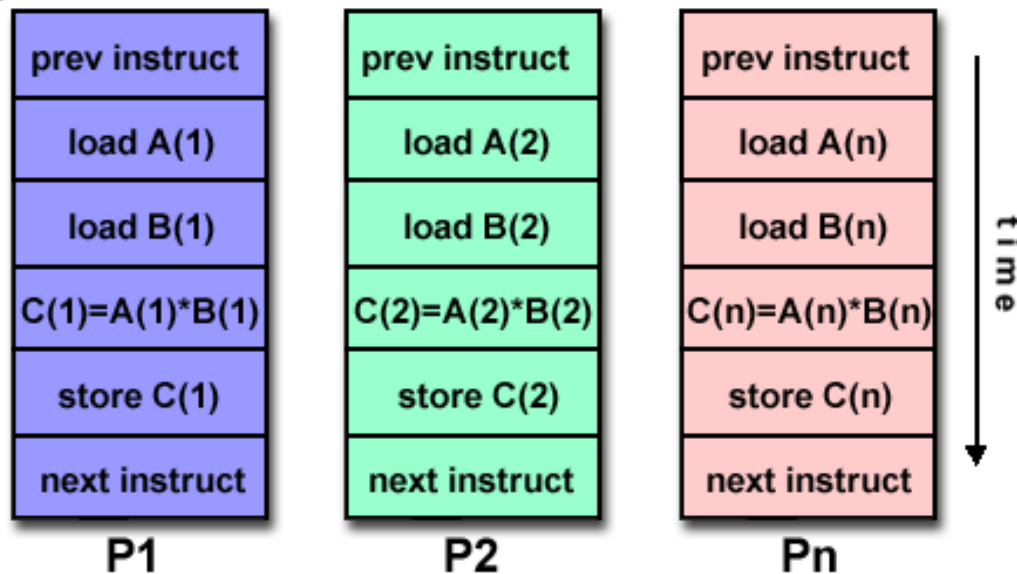 prev instruct
load A(1)
load B(1)
C(1)=A(1)*B(1)
store C(1)
next instruct
P1
prev instruct
load A(2)
load B(2)
C(2)=A(2)*B(2)
store C(2)
next instruct
P2
prev instruct
load A(n)
load B(n)
C(n)=A(n)*B(n)
store C(n)
next instruct
Pn
time